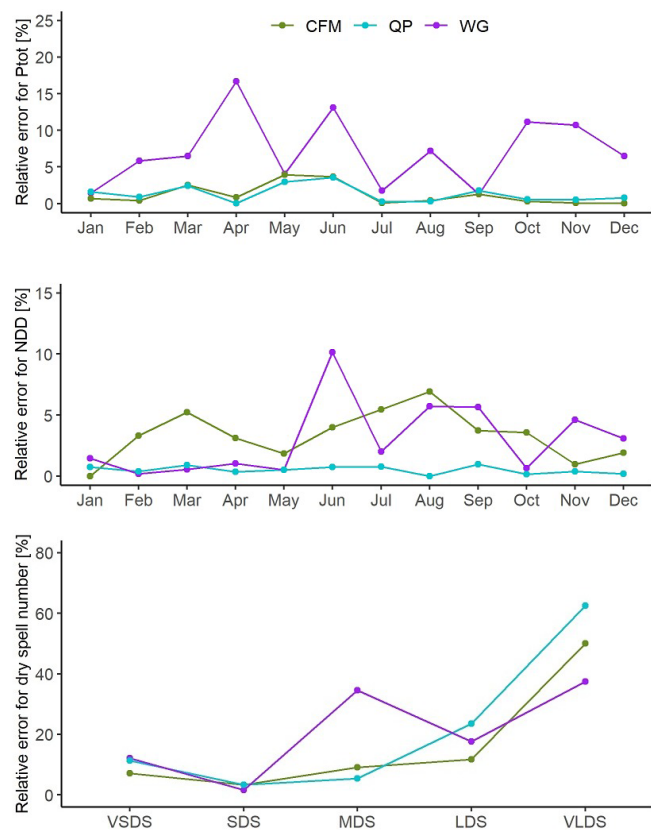 Relative error for Ptot [%]
CFM QP WG
25
20
15
10
5
0
Jan Feb Mar Apr May Jun Jul Aug Sep Oct Nov Dec
Relative error for NDD [%]
15
10
5
0
Jan Feb Mar Apr May Jun Jul Aug Sep Oct Nov Dec
Relative error for dry spell number [%]
80
60
40
20
0
VSDS SDS MDS LDS VLDS